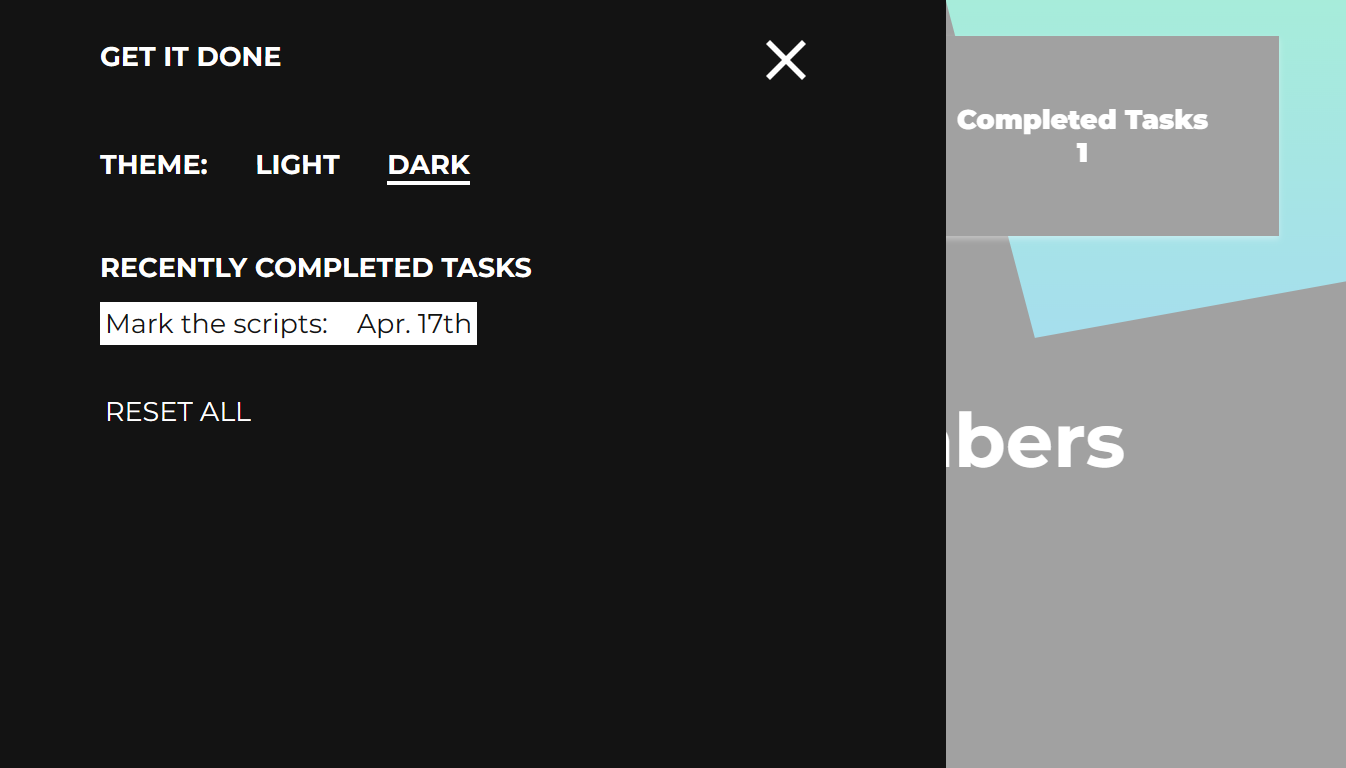 GET IT DONE
THEME: LIGHT DARK
RECENTLY COMPLETED TASKS
Mark the scripts: Apr. 17th
RESET ALL
Completed Tasks
1
bers